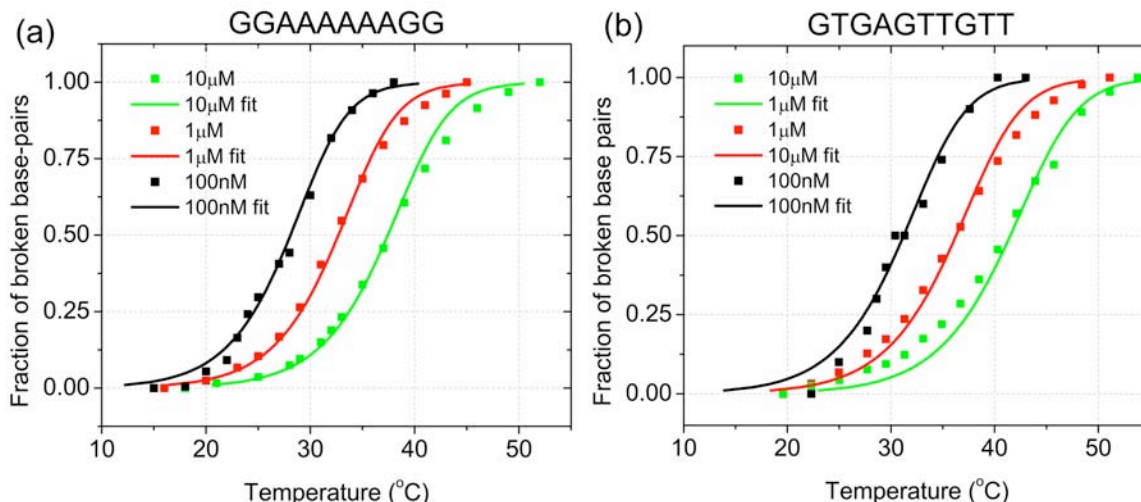 (a) GGAAAAAAGG
Fraction of broken base-pairs
1.00
0.75
0.50
0.25
0.00
10μM
10μM fit
1μM
1μM fit
100nM
100nM fit
10 20 30 40 50
Temperature (°C)
(b) GTGAGTTGTT
Fraction of broken base pairs
1.00
0.75
0.50
0.25
0.00
10μM
1μM fit
1μM
10μM fit
100nM
100nM fit
10 20 30 40 50
Temperature (°C)